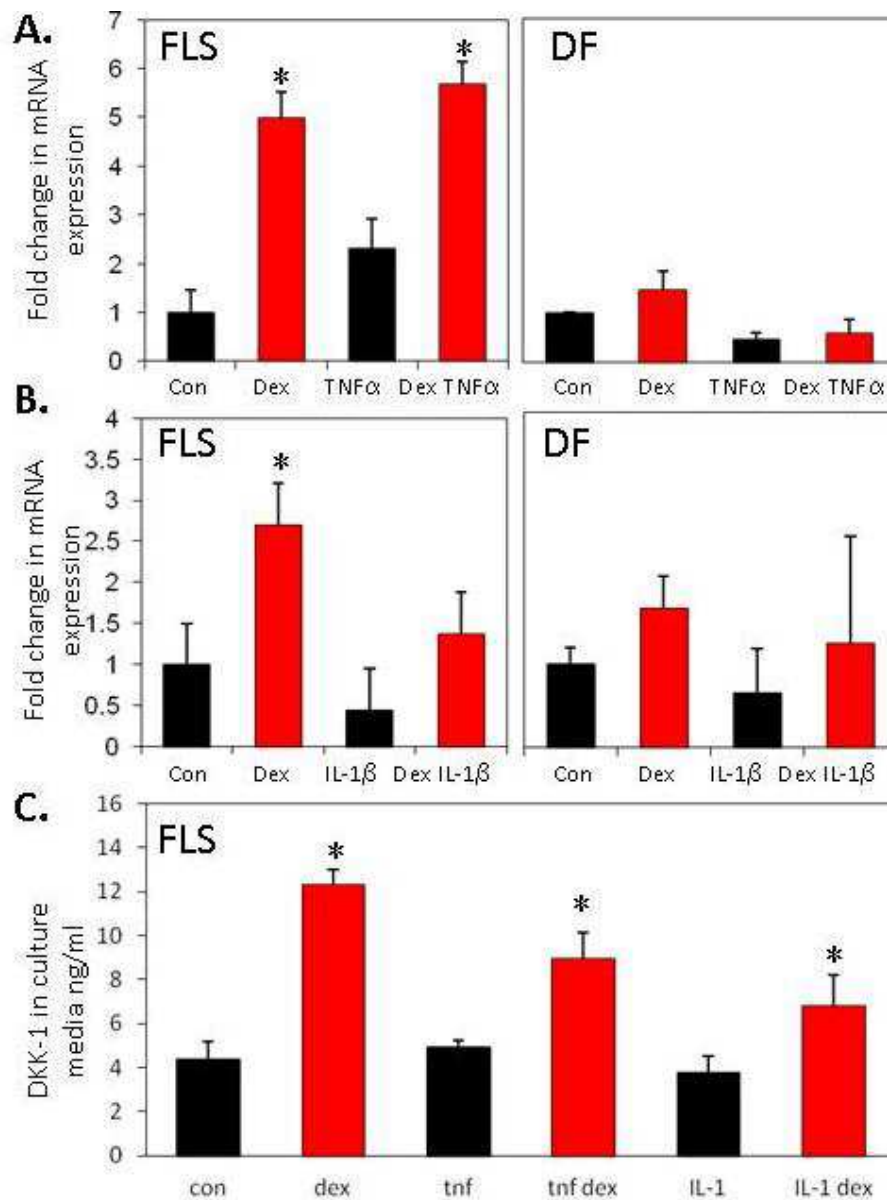 A.
FLS
DF
Fold change in mRNA
expression
7
6
5
4
3
2
1
0
*
*
Con Dex TNFα Dex TNFα
Con Dex TNFα Dex TNFα
B.
FLS
DF
Fold change in mRNA
expression
4
3.5
3
2.5
2
1.5
1
0.5
0
*
Con Dex IL-1β Dex IL-1β
Con Dex IL-1β Dex IL-1β
C.
FLS
DKK-1 in culture
media ng/ml
16
14
12
10
8
6
4
2
0
*
*
*
con dex tnf tnf dex IL-1 IL-1 dex